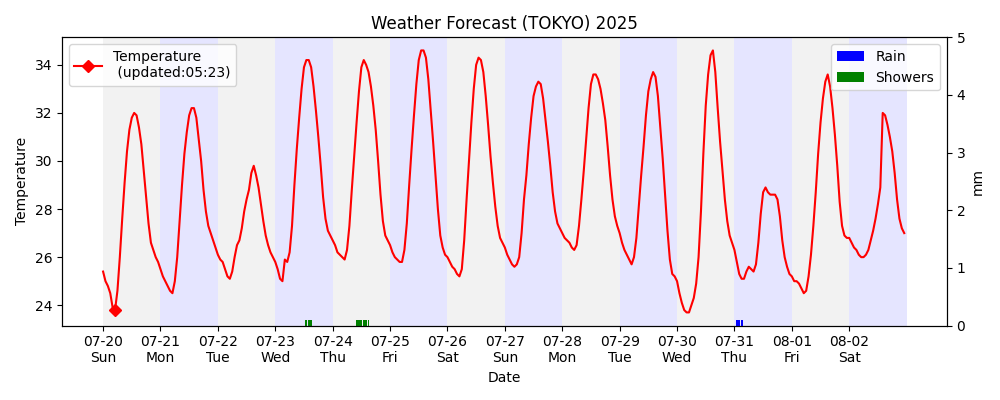 Weather Forecast (TOKYO) 2025
Temperature
(updated:05:23)
Rain
Showers
34
32
30
28
26
24
Temperature
5
4
3
2
1
0
mm
07-20 07-21 07-22 07-23 07-24 07-25 07-26 07-27 07-28 07-29 07-30 07-31 08-01 08-02
Sun Mon Tue Wed Thu Fri Sat Sun Mon Tue Wed Thu Fri Sat
Date